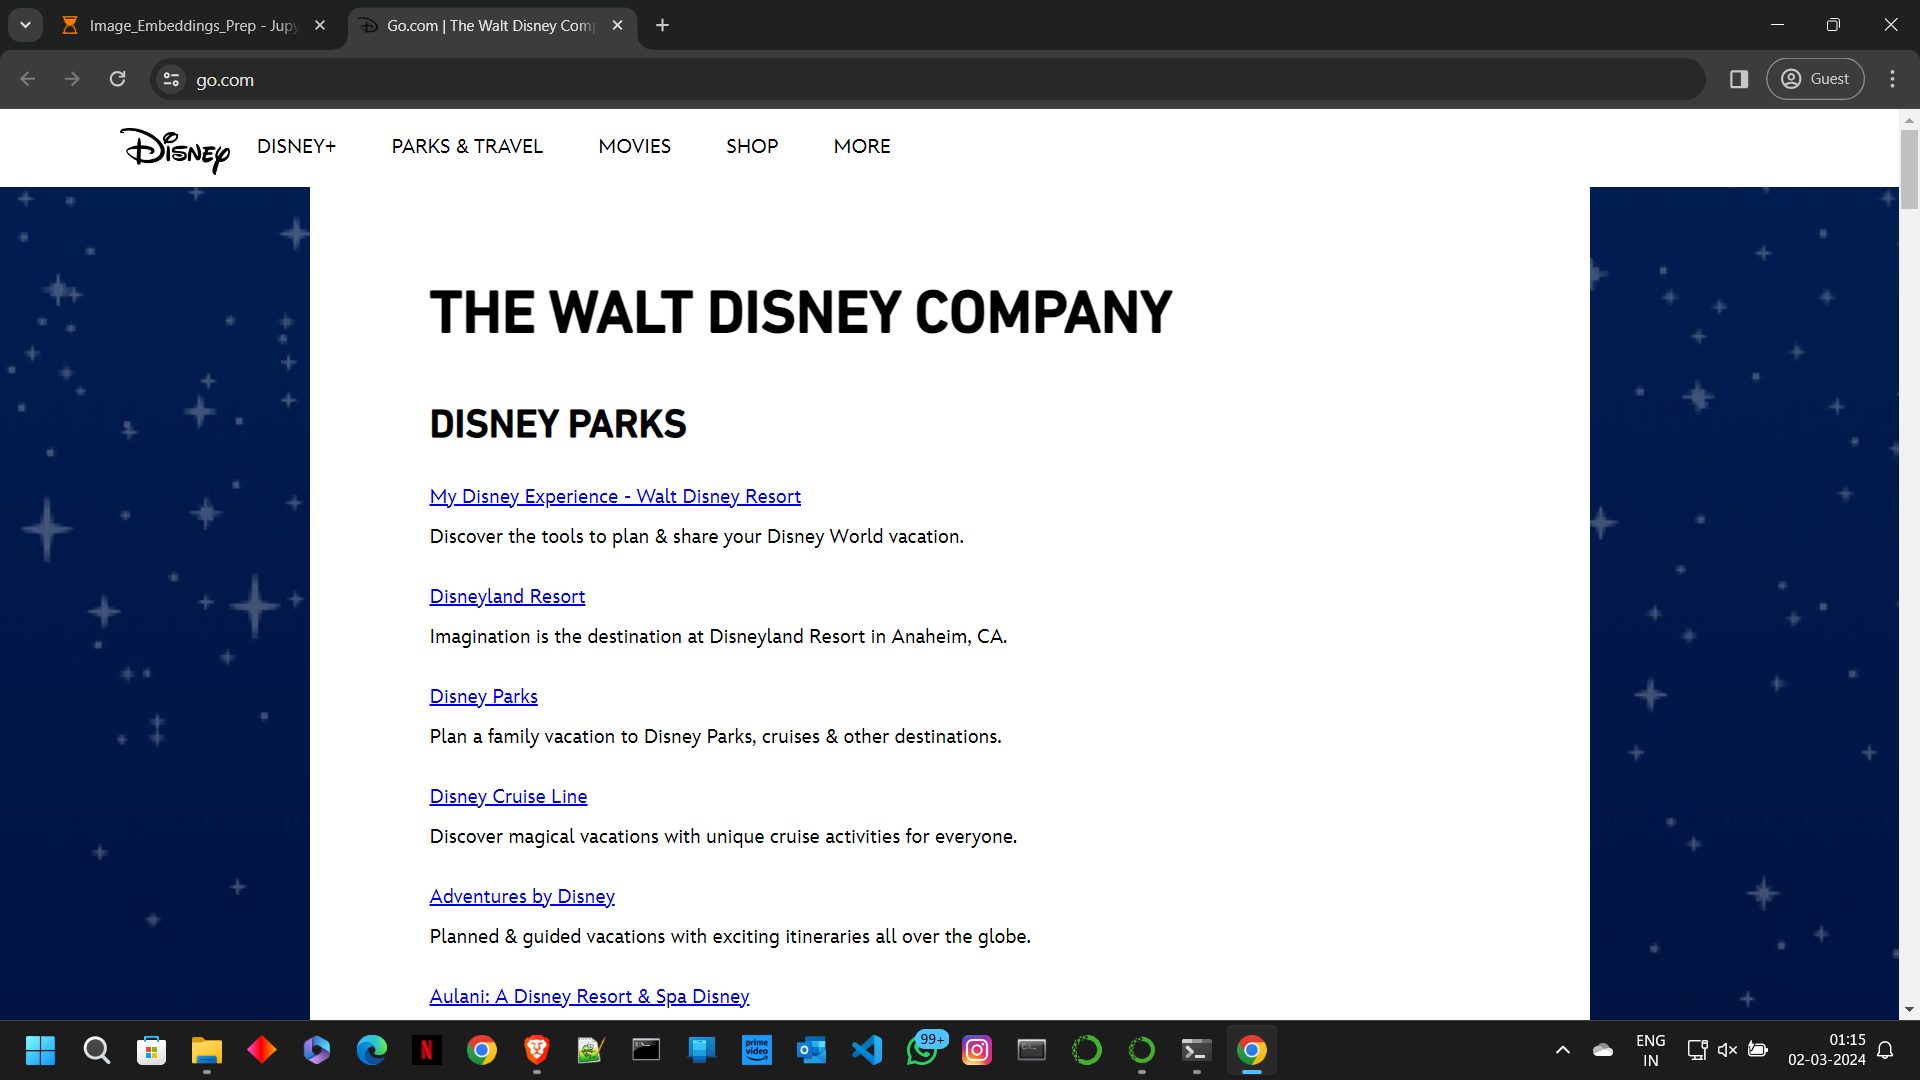 Image_Embeddings_Prep - Jupy
Go.com | The Walt Disney Comp
go.com
Guest
Disney
DISNEY+ PARKS & TRAVEL MOVIES SHOP MORE
THE WALT DISNEY COMPANY
DISNEY PARKS
My Disney Experience - Walt Disney Resort
Discover the tools to plan & share your Disney World vacation.
Disneyland Resort
Imagination is the destination at Disneyland Resort in Anaheim, CA.
Disney Parks
Plan a family vacation to Disney Parks, cruises & other destinations.
Disney Cruise Line
Discover magical vacations with unique cruise activities for everyone.
Adventures by Disney
Planned & guided vacations with exciting itineraries all over the globe.
Aulani: A Disney Resort & Spa Disney
N
prime
video
99+
ENG
IN
01:15
02-03-2024